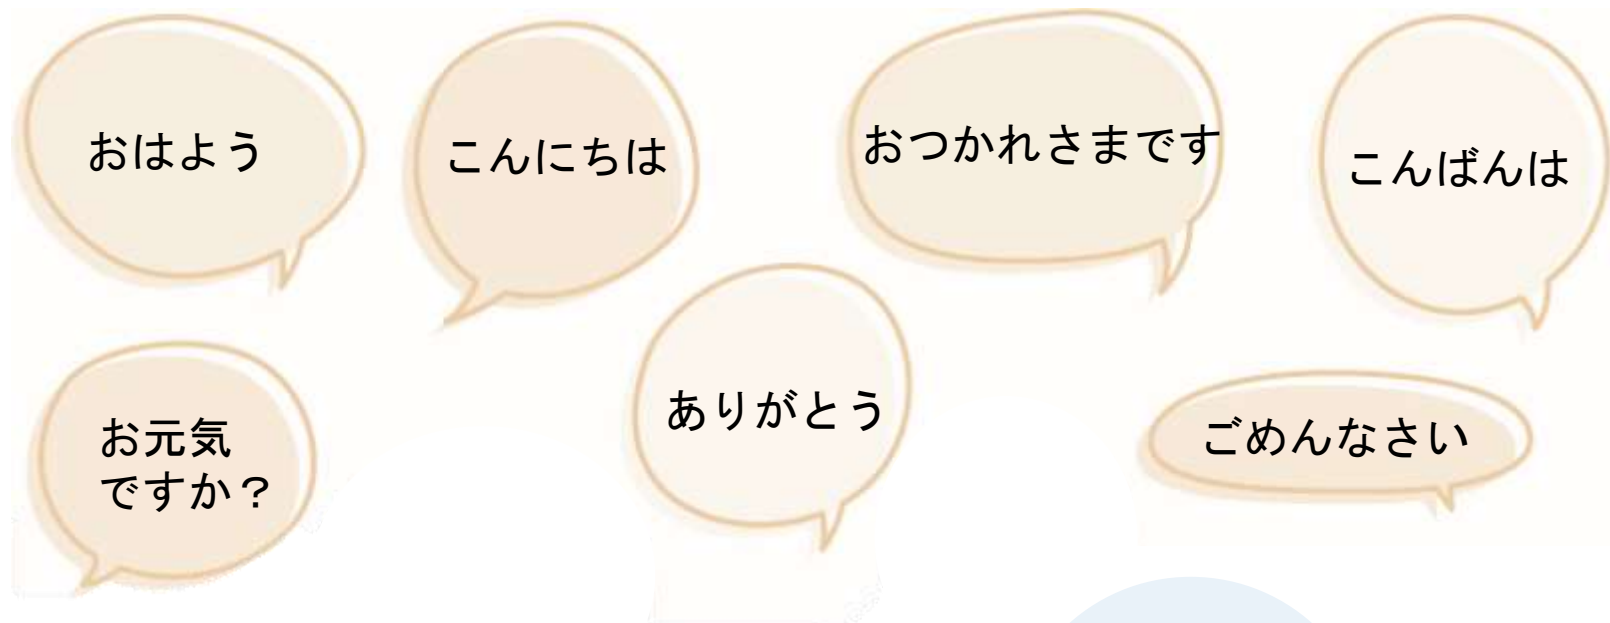 おはよう
こんにちは
おつかれさまです
こんばんは
お元気
ですか？
ありがとう
ごめんなさい